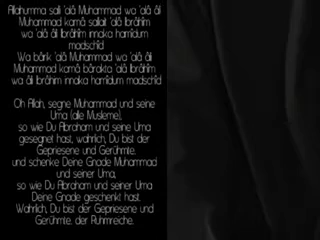 Allahumma salli 'alâ Muhammad wa 'alâ âli
Muhammad kamâ sallait 'alâ Ibrâhîm
wa 'alâ âli Ibrâhîm innaka hamîdum
madschîd
Wa bârik 'alâ Muhammad wa 'alâ âli
Muhammad kamâ bârakta 'alâ Ibrâhîm
wa âli Ibrâhîm innaka hamîdum madschîd
Oh Allah, segne Muhammad und seine
Uma (alle Muslieme),
so wie Du Abraham und seine Uma
gesegnet hast, wahrlich, Du bist der
Gepriesene und Gerühmte.
und schenke Deine Gnade Muhammad
und seiner Uma,
so wie Du Abraham und seiner Uma
Deine Gnade geschenkt hast.
Wahrlich, Du bist der Gepriesene und
Gerühmte, der Ruhmreiche.